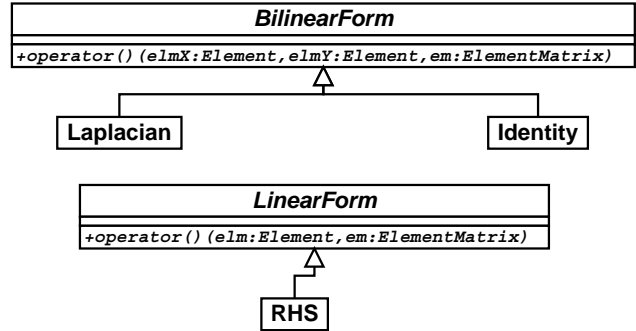 BilinearForm
+operator()(elmX:Element,elmY:Element,em:ElementMatrix)
Laplacian
Identity
LinearForm
+operator()(elm:Element,em:ElementMatrix)
RHS